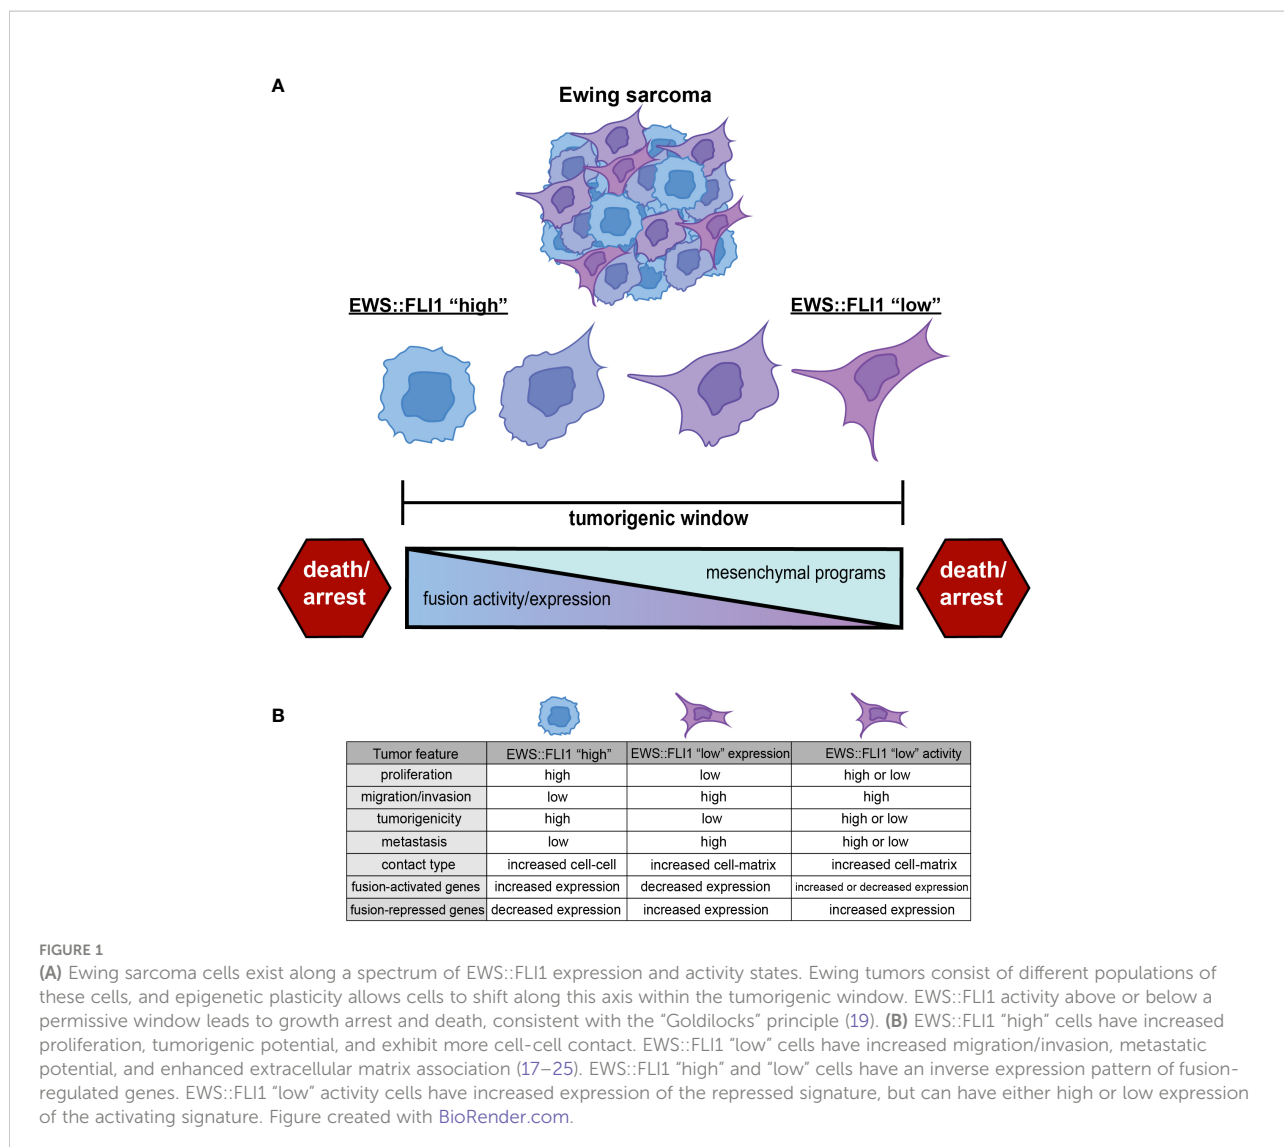 A
Ewing sarcoma
EWS::FLI1 “high”
EWS::FLI1 “low”
tumorigenic window
death/
arrest
mesenchymal programs
fusion activity/expression
death/
arrest
B
Tumor feature EWS::FLI1 “high” EWS::FLI1 “low” expression EWS::FLI1 “low” activity
proliferation high low high or low
migration/invasion low high high
tumorigenicity high low high or low
metastasis low high high or low
contact type increased cell-cell increased cell-matrix increased cell-matrix
fusion-activated genes increased expression decreased expression increased or decreased expression
fusion-repressed genes decreased expression increased expression increased expression
FIGURE 1
(A) Ewing sarcoma cells exist along a spectrum of EWS::FLI1 expression and activity states. Ewing tumors consist of different populations of
these cells, and epigenetic plasticity allows cells to shift along this axis within the tumorigenic window. EWS::FLI1 activity above or below a
permissive window leads to growth arrest and death, consistent with the “Goldilocks” principle (19). (B) EWS::FLI1 “high” cells have increased
proliferation, tumorigenic potential, and exhibit more cell-cell contact. EWS::FLI1 “low” cells have increased migration/invasion, metastatic
potential, and enhanced extracellular matrix association (17–25). EWS::FLI1 “high” and “low” cells have an inverse expression pattern of fusion-
regulated genes. EWS::FLI1 “low” activity cells have increased expression of the repressed signature, but can have either high or low expression
of the activating signature. Figure created with BioRender.com.